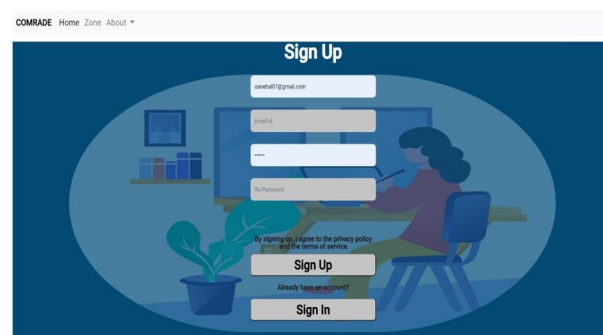 COMRADE Home Zone About
Sign Up
usnehal07@gmail.com
Email-id
•••••
Re-Password
By signing up, I agree to the privacy policy
and the terms of service
Sign Up
Already have an account?
Sign In